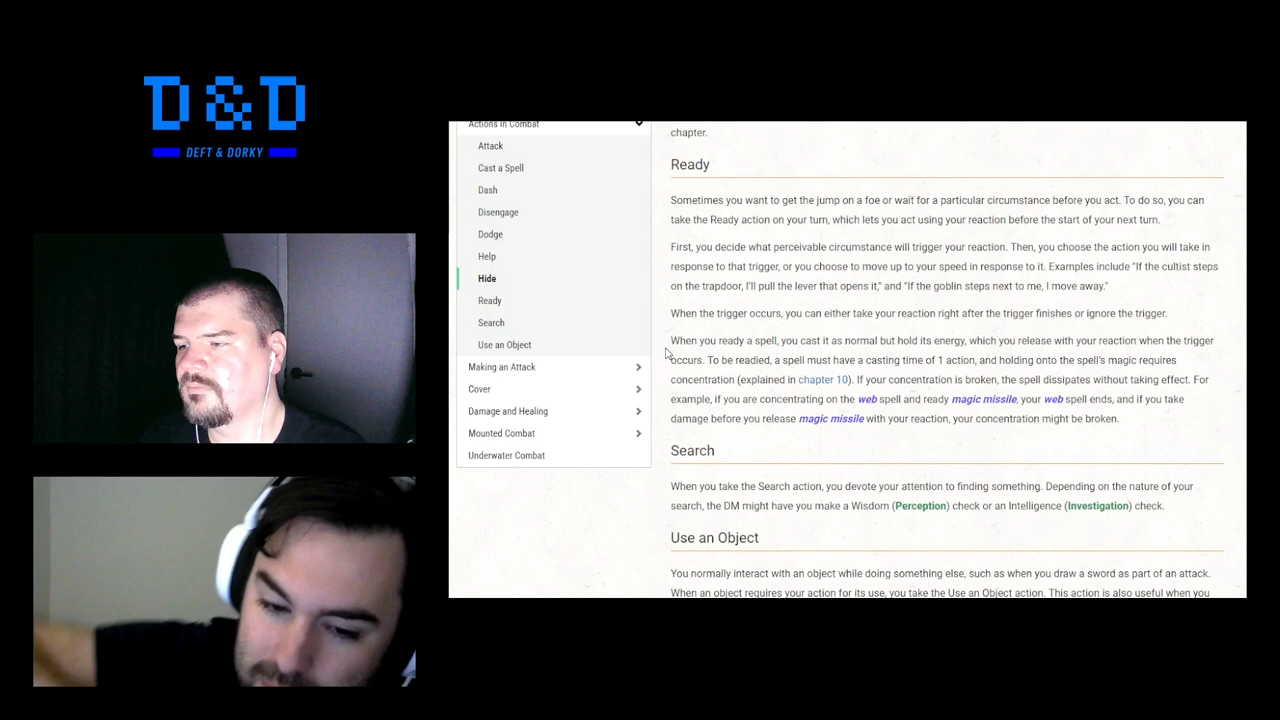 D & D
DEFT & DORKY
Actions in Combat
Attack
Cast a Spell
Dash
Disengage
Dodge
Help
Hide
Ready
Search
Use an Object
Making an Attack
Cover
Damage and Healing
Mounted Combat
Underwater Combat
chapter.
Ready
Sometimes you want to get the jump on a foe or wait for a particular circumstance before you act. To do so, you can
take the Ready action on your turn, which lets you act using your reaction before the start of your next turn.
First, you decide what perceivable circumstance will trigger your reaction. Then, you choose the action you will take in
response to that trigger, or you choose to move up to your speed in response to it. Examples include "If the cultist steps
on the trapdoor, I'll pull the lever that opens it," and "If the goblin steps next to me, I move away."
When the trigger occurs, you can either take your reaction right after the trigger finishes or ignore the trigger.
When you ready a spell, you cast it as normal but hold its energy, which you release with your reaction when the trigger
occurs. To be readied, a spell must have a casting time of 1 action, and holding onto the spell's magic requires
concentration (explained in chapter 10). If your concentration is broken, the spell dissipates without taking effect. For
example, if you are concentrating on the web spell and ready magic missile, your web spell ends, and if you take
damage before you release magic missile with your reaction, your concentration might be broken.
Search
When you take the Search action, you devote your attention to finding something. Depending on the nature of your
search, the DM might have you make a Wisdom (Perception) check or an Intelligence (Investigation) check.
Use an Object
You normally interact with an object while doing something else, such as when you draw a sword as part of an attack.
When an object requires your action for its use, you take the Use an Object action. This action is also useful when you